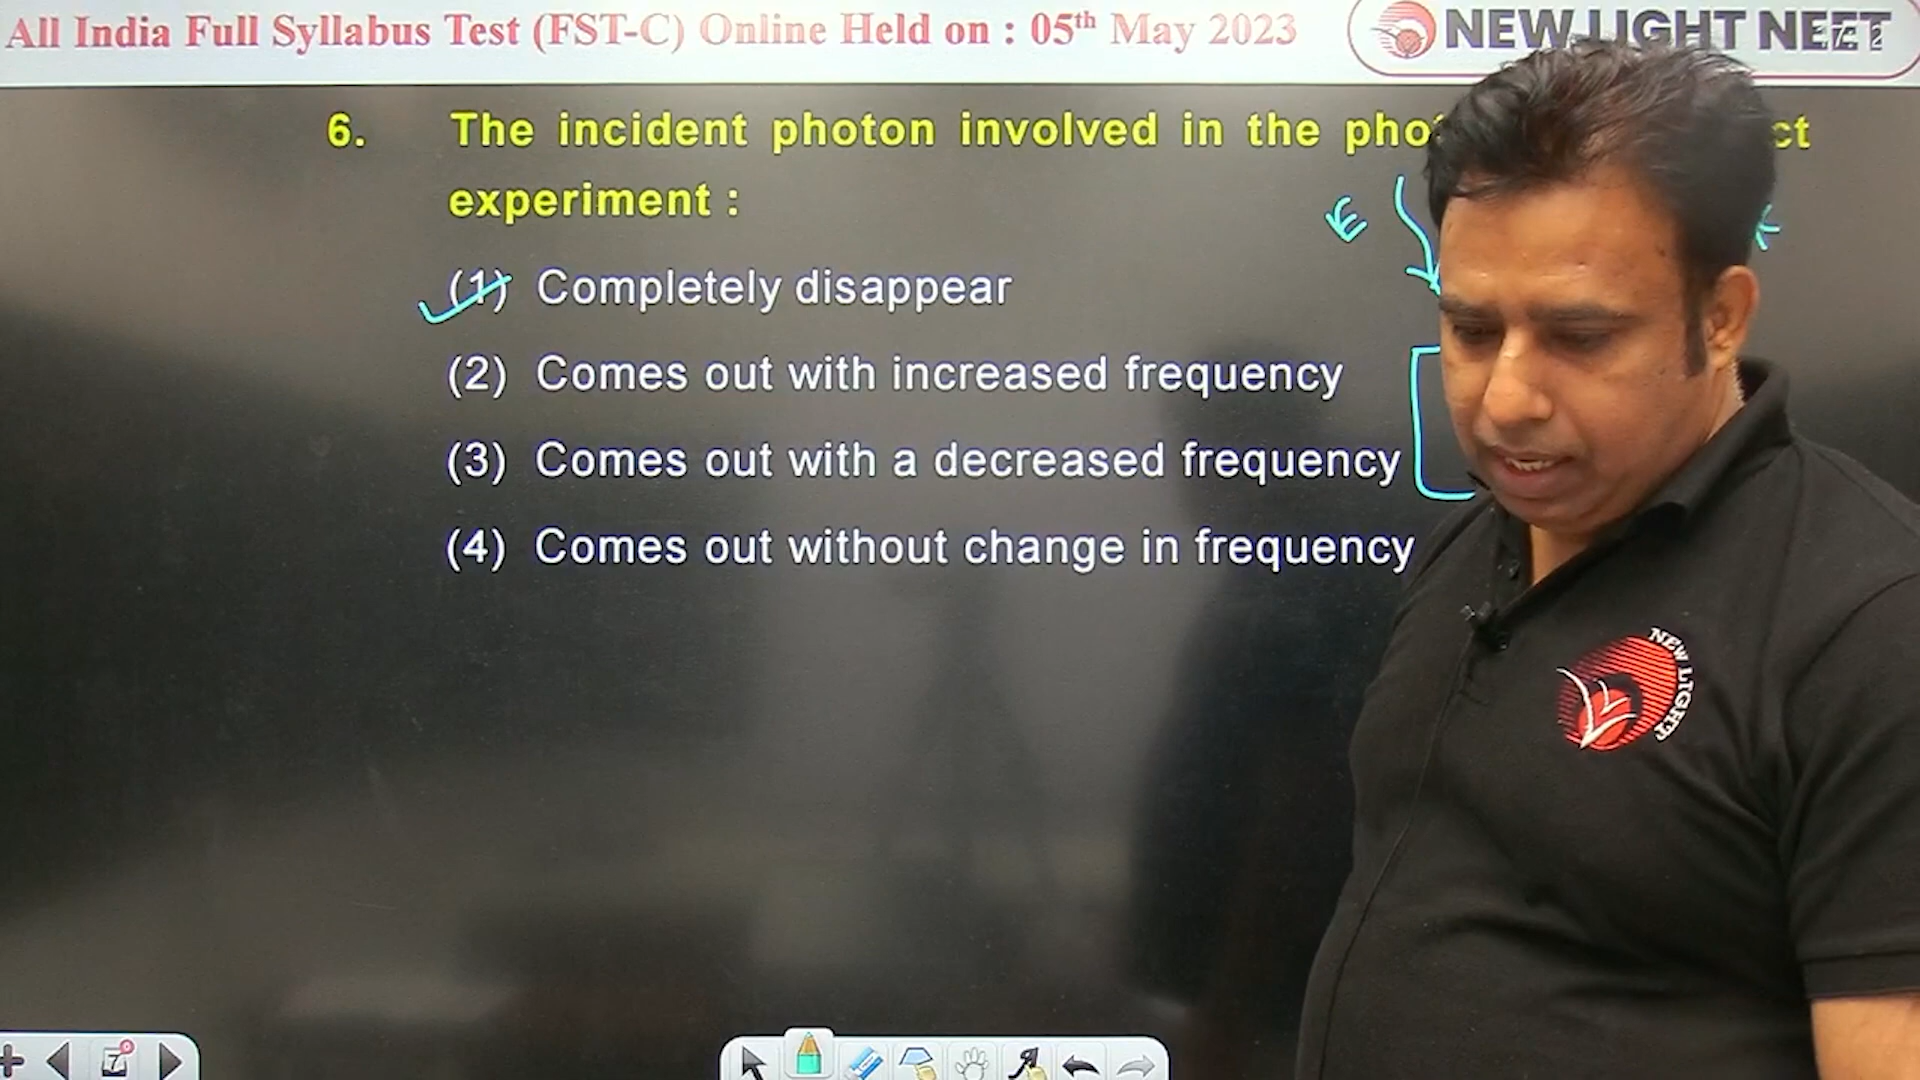 All India Full Syllabus Test (FST-C) Online Held on : 05th May 2023
NEW LIGHT NEET
6. The incident photon involved in the
experiment :
E
(1) Completely disappear
(2) Comes out with increased frequency
(3) Comes out with a decreased frequency
(4) Comes out without change in frequency
NEW LIGHT
7